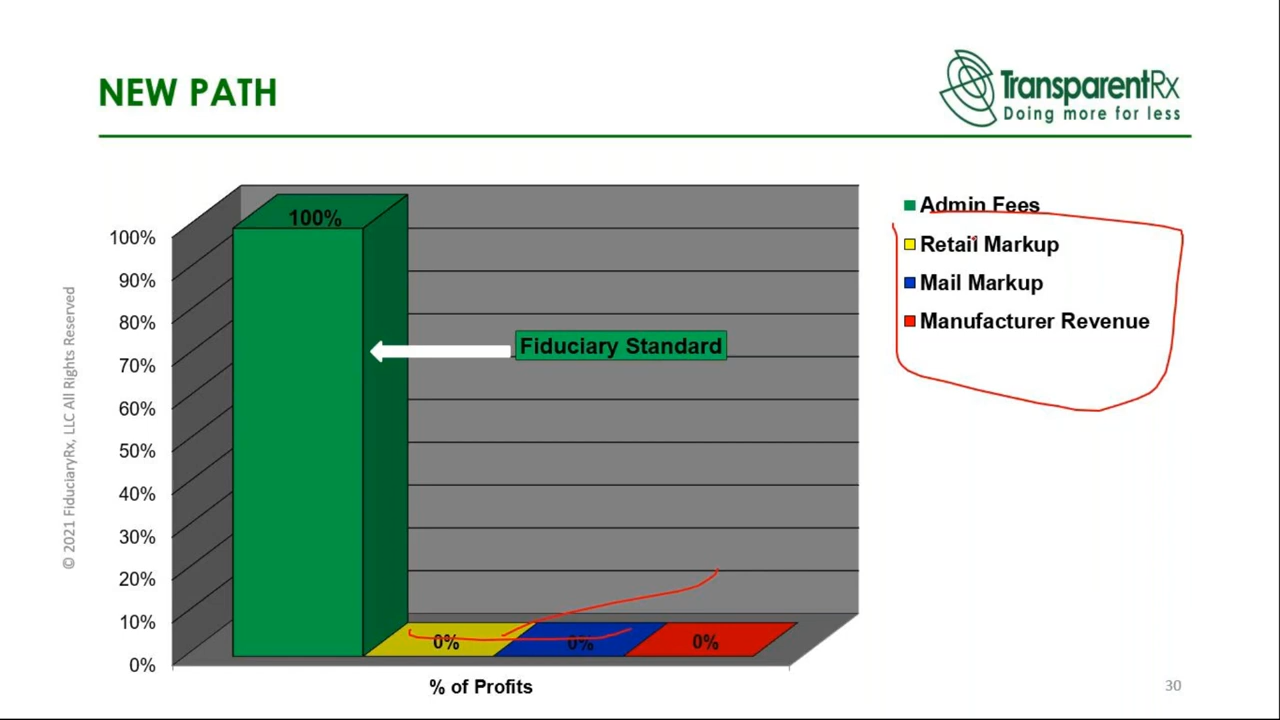 NEW PATH
TransparentRx
Doing more for less
© 2021 FiduciaryRx, LLC All Rights Reserved
100%
90%
80%
70%
60%
50%
40%
30%
20%
10%
0%
100%
Fiduciary Standard
0%
0%
0%
% of Profits
Admin Fees
Retail Markup
Mail Markup
Manufacturer Revenue
30